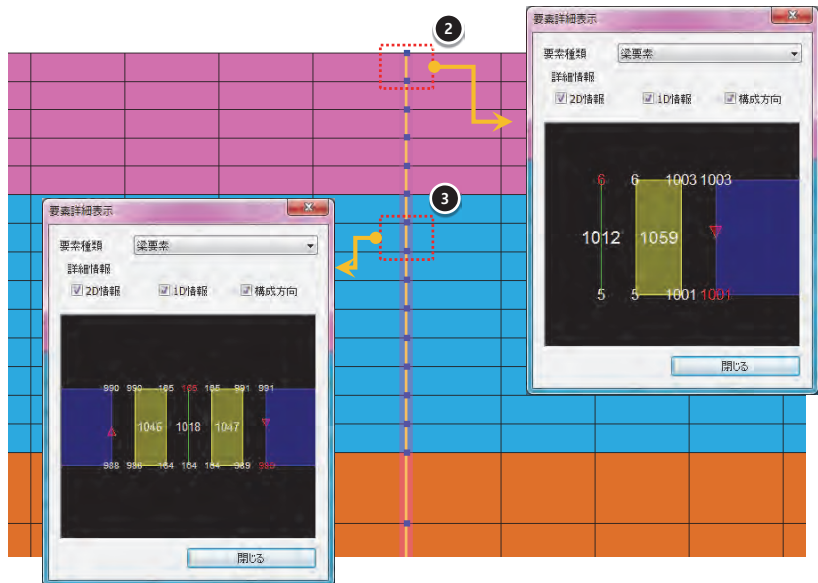 2
要素詳細表示
要素種類 梁要素
詳細情報
2D情報 1D情報 構成方向
6 6 1003 1003
1012 1059
5 5 1001 1001
閉じる
3
要素詳細表示
要素種類 梁要素
詳細情報
2D情報 1D情報 構成方向
990 990 165 165 165 991 991
1046 1018 1047
988 164 164 164 989
閉じる